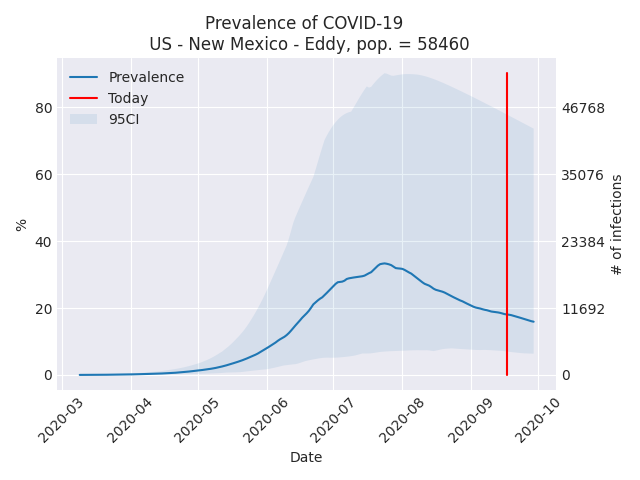 Prevalence of COVID-19
US - New Mexico - Eddy, pop. = 58460
Prevalence
Today
95CI
80
60
40
20
0
%
46768
35076
23384
11692
0
# of infections
2020-03
2020-04
2020-05
2020-06
2020-07
2020-08
2020-09
2020-10
Date